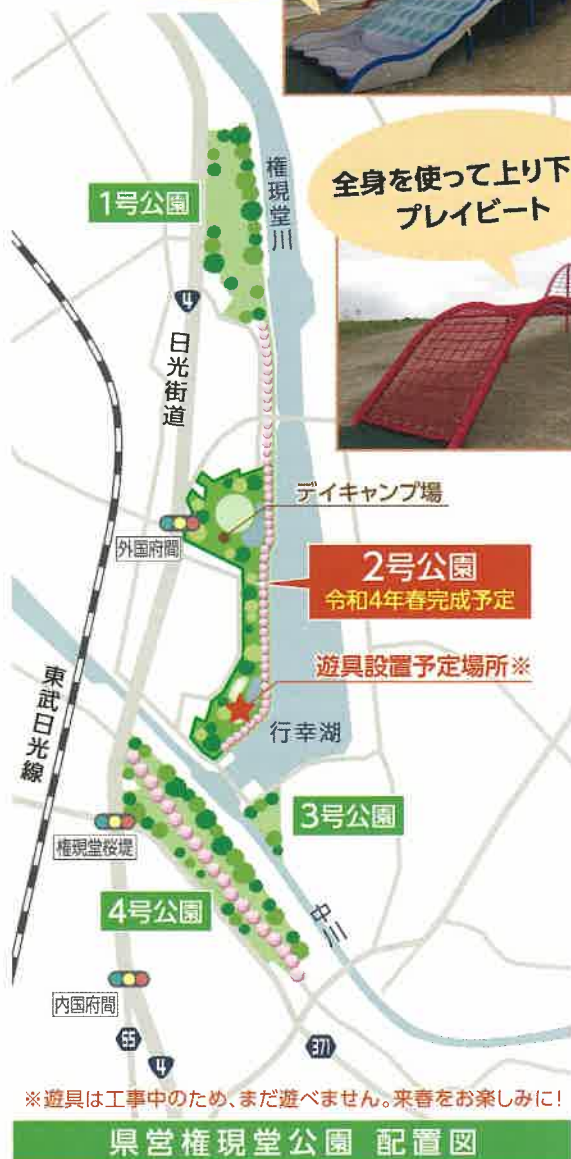 全身を使って上り下
プレイビート
1号公園
権現堂川
4
日光街道
デイキャンプ場
外国府間
2号公園
令和4年春完成予定
遊具設置予定場所※
東武日光線
行幸湖
3号公園
権現堂桜堤
4号公園
中川
内国府間
65
4
371
※遊具は工事中のため、まだ遊べません。来春をお楽しみに!
県営権現堂公園 配置図